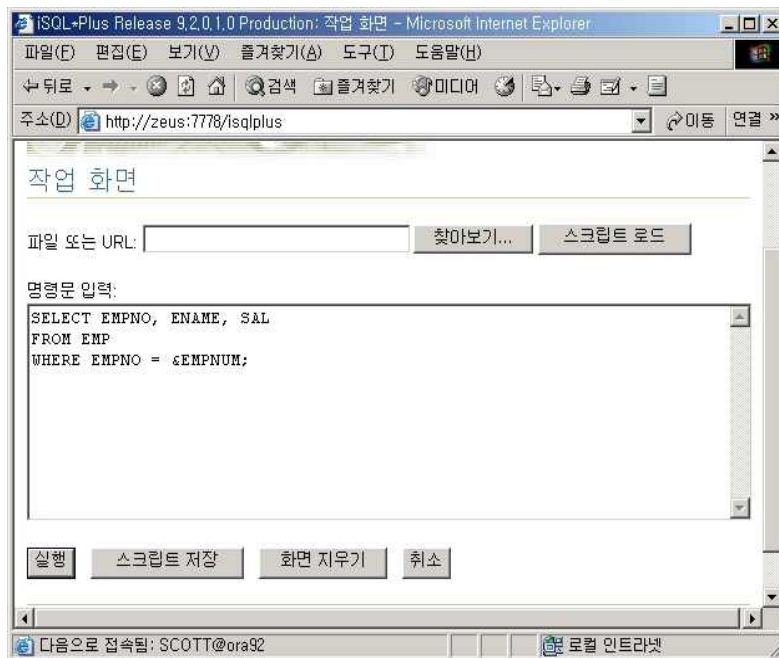 iSQL*Plus Release 9,2,0,1,0 Production: 작업 화면 - Microsoft Internet Explorer
파일(F) 편집(E) 보기(V) 즐겨찾기(A) 도구(T) 도움말(H)
뒤로 검색 즐겨찾기 미디어
주소(D) http://zeus:7778/isqlplus 이동 연결 »
작업 화면
파일 또는 URL: 찾아보기... 스크립트 로드
명령문 입력:
SELECT EMPNO, ENAME, SAL
FROM EMP
WHERE EMPNO = &EMPNUM;
실행 스크립트 저장 화면 지우기 취소
다음으로 접속됨: SCOTT@ora92 로컬 인트라넷